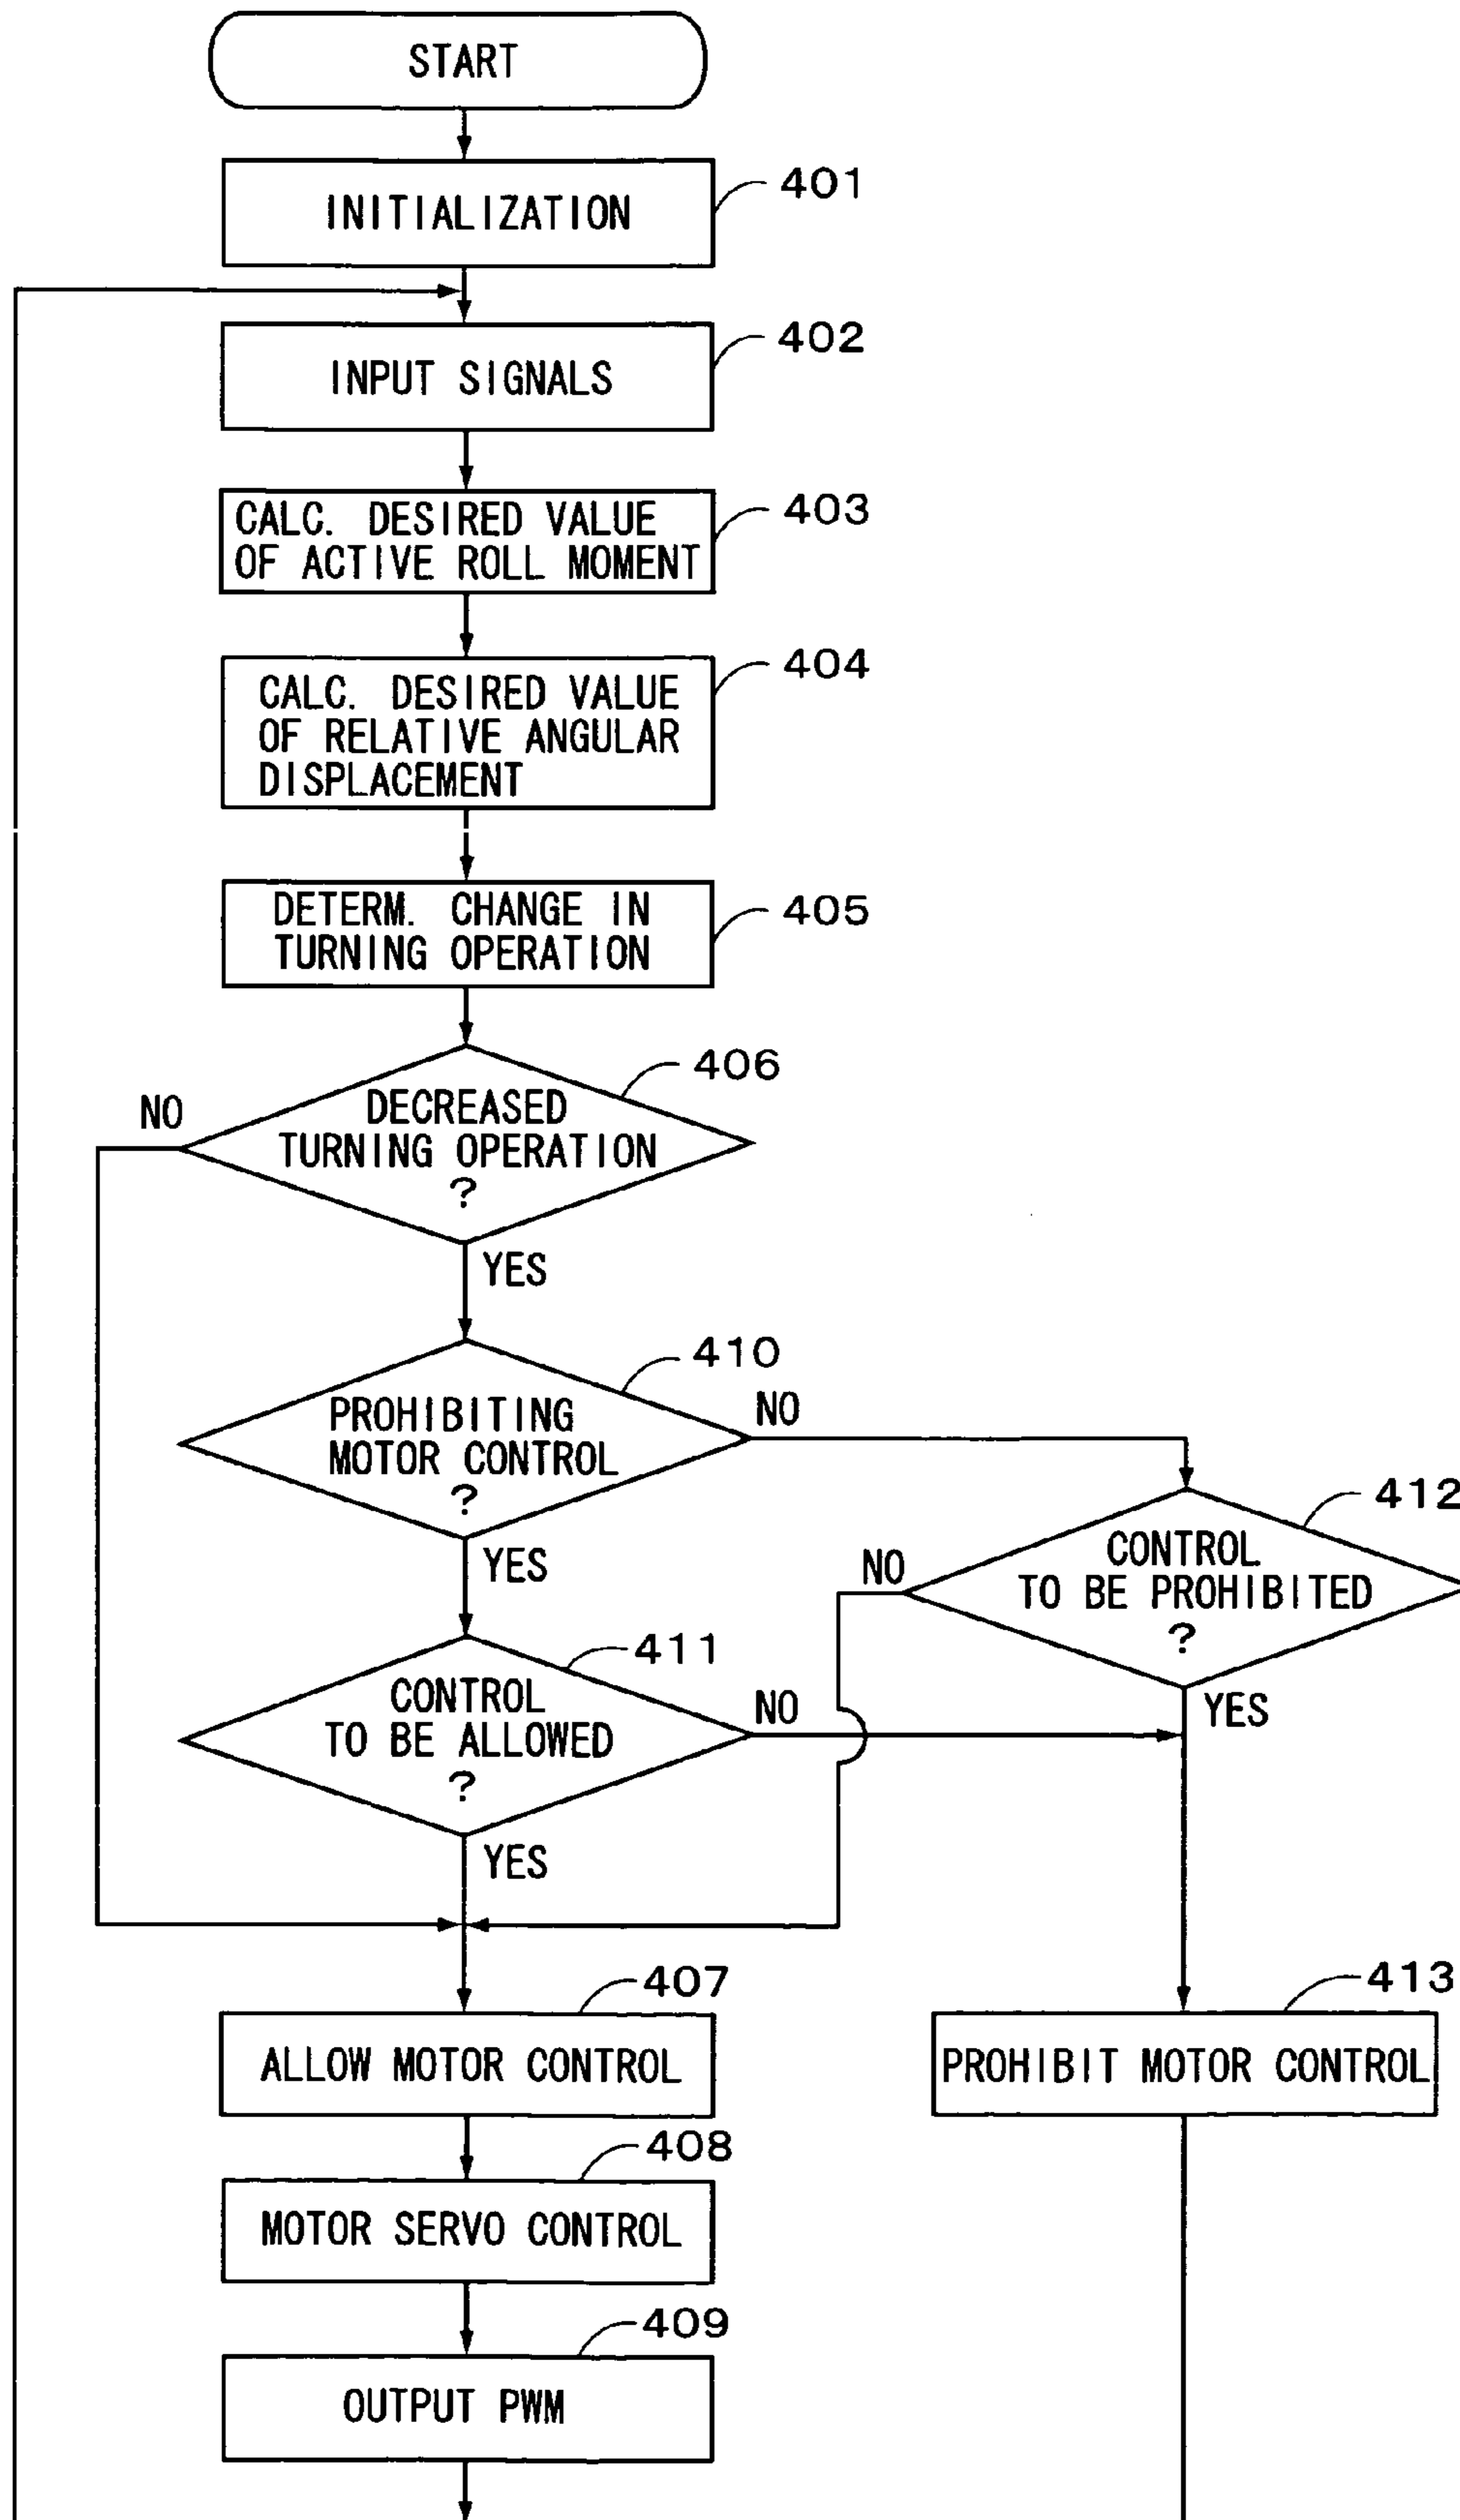 START
INITIALIZATION
401
INPUT SIGNALS
402
CALC. DESIRED VALUE
OF ACTIVE ROLL MOMENT
403
CALC. DESIRED VALUE
OF RELATIVE ANGULAR
DISPLACEMENT
404
DETERM. CHANGE IN
TURNING OPERATION
405
406
NO
DECREASED
TURNING OPERATION
?
YES
410
PROHIBITING
MOTOR CONTROL
?
NO
YES
412
CONTROL
TO BE PROHIBITED
?
NO
YES
411
CONTROL
TO BE ALLOWED
?
NO
YES
407
ALLOW MOTOR CONTROL
413
PROHIBIT MOTOR CONTROL
408
MOTOR SERVO CONTROL
409
OUTPUT PWM